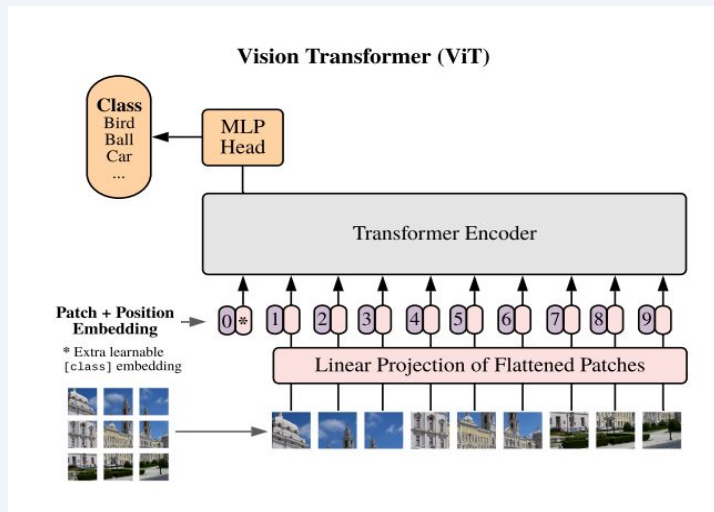 Vision Transformer (ViT)
Class
Bird
Ball
Car
...
MLP
Head
Transformer Encoder
Patch + Position
Embedding
0 * 1 2 3 4 5 6 7 8 9
* Extra learnable
[class] embedding
Linear Projection of Flattened Patches